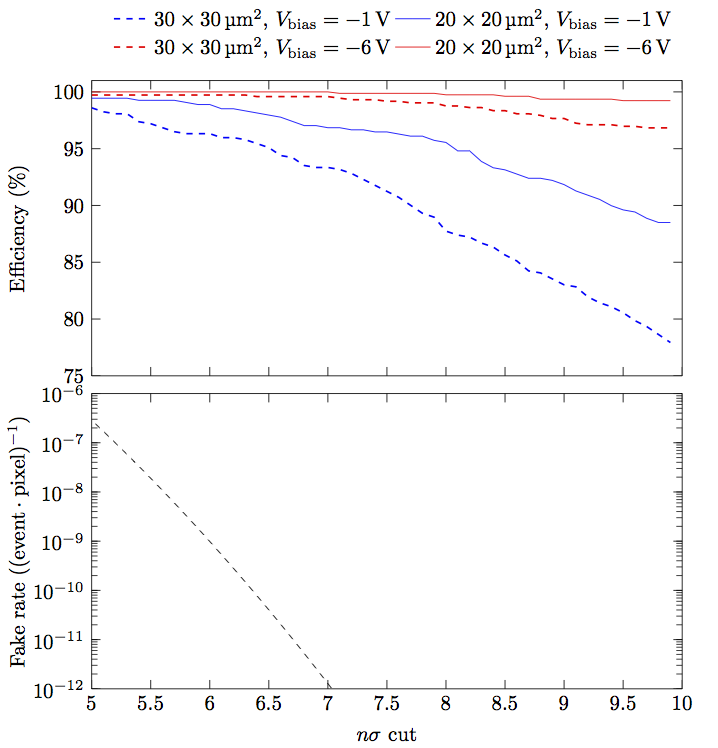 30 × 30 µm², V_bias = −1 V 20 × 20 µm², V_bias = −1 V
30 × 30 µm², V_bias = −6 V 20 × 20 µm², V_bias = −6 V
100
95
90
85
80
75
Efficiency (%)
10⁻⁶
10⁻⁷
10⁻⁸
10⁻⁹
10⁻¹⁰
10⁻¹¹
10⁻¹²
Fake rate ((event · pixel)⁻¹)
5 5.5 6 6.5 7 7.5 8 8.5 9 9.5 10
nσ cut